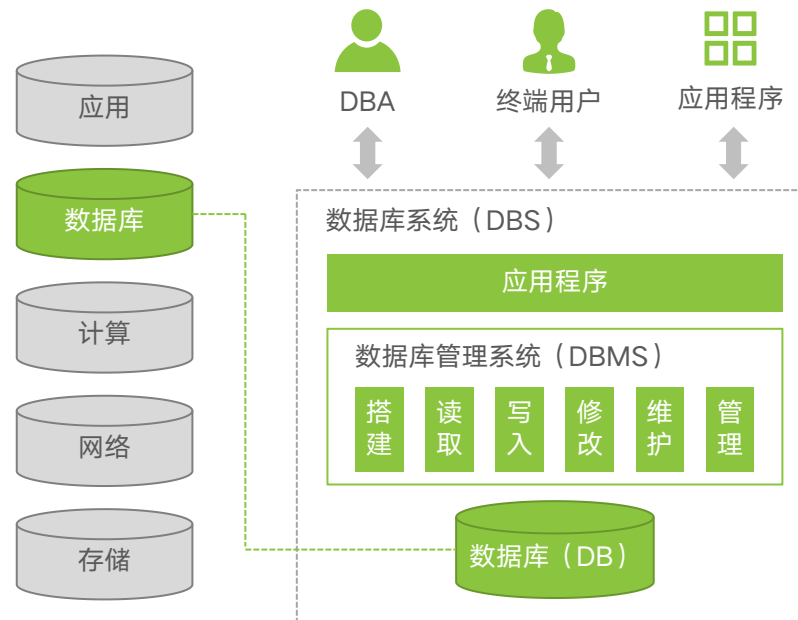 应用
数据库
计算
网络
存储
DBA
终端用户
应用程序
数据库系统（DBS）
应用程序
数据库管理系统（DBMS）
搭建
读取
写入
修改
维护
管理
数据库（DB）